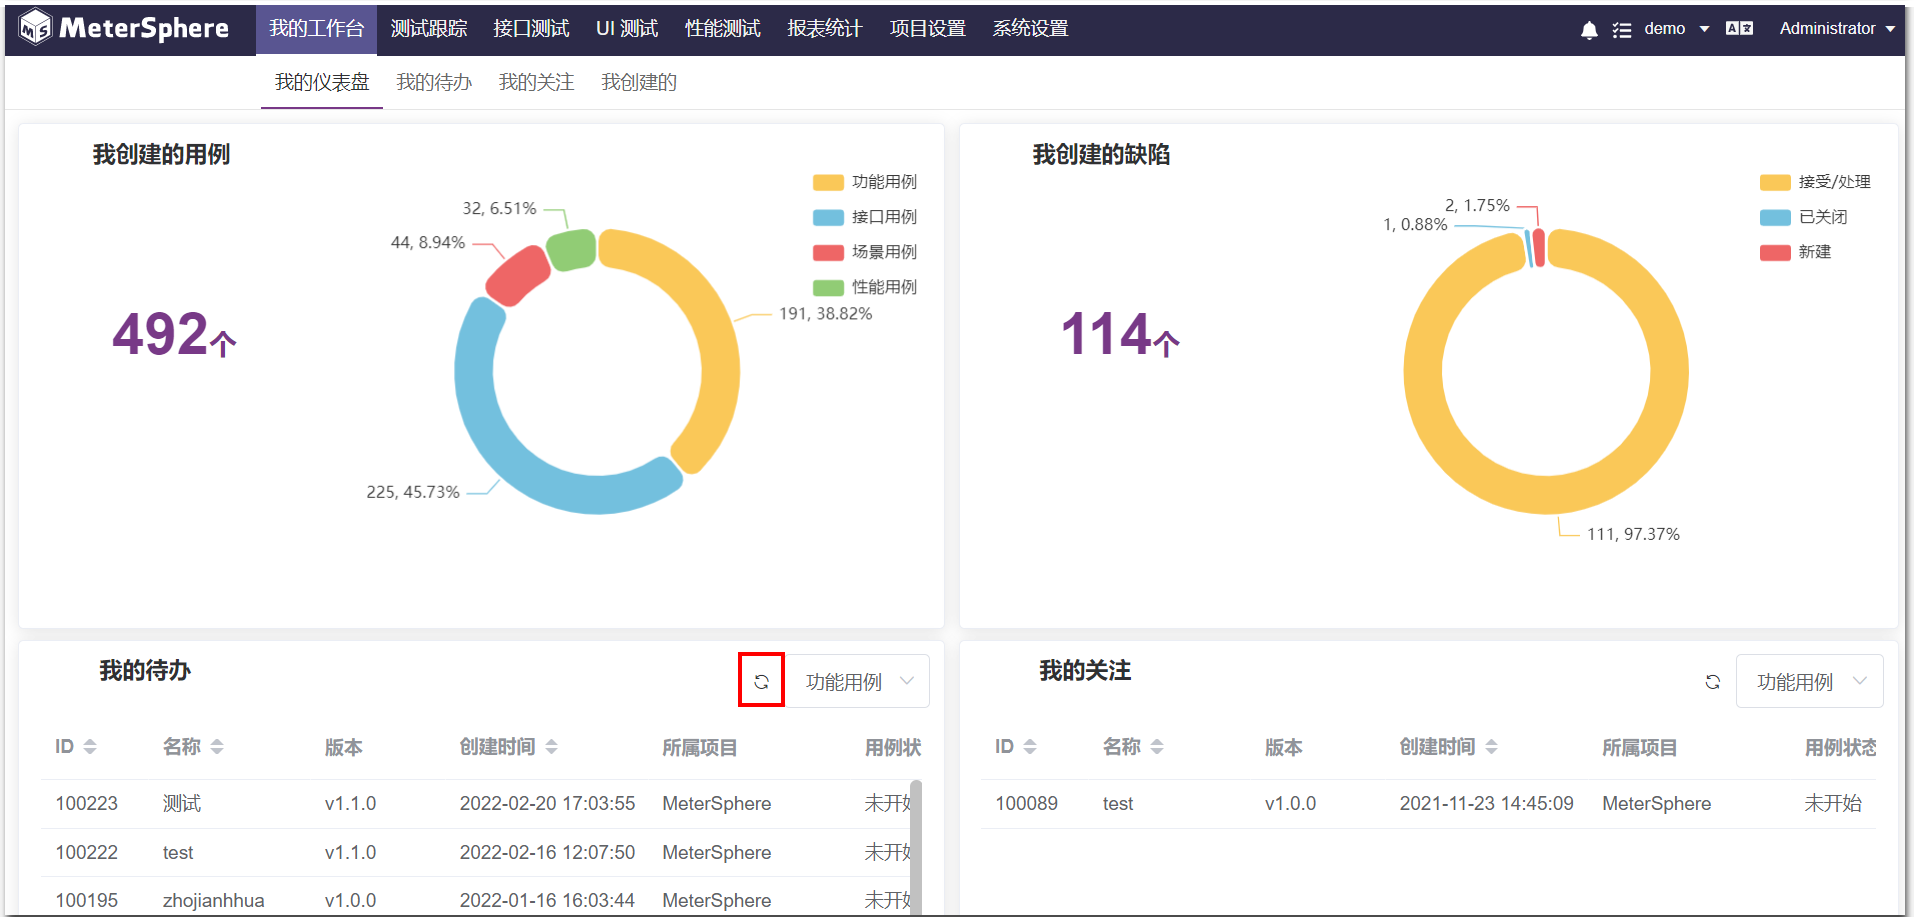 MeterSphere 我的工作台 测试跟踪 接口测试 UI 测试 性能测试 报表统计 项目设置 系统设置 demo Administrator
我的仪表盘 我的待办 我的关注 我创建的
我创建的用例
492个
32, 6.51%
44, 8.94%
191, 38.82%
225, 45.73%
功能用例
接口用例
场景用例
性能用例
我创建的缺陷
114个
2, 1.75%
1, 0.88%
111, 97.37%
接受/处理
已关闭
新建
我的待办 功能用例
ID 名称 版本 创建时间 所属项目 用例状
100223 测试 v1.1.0 2022-02-20 17:03:55 MeterSphere 未开始
100222 test v1.1.0 2022-02-16 12:07:50 MeterSphere 未开始
100195 zhojianhhua v1.0.0 2022-01-16 16:03:44 MeterSphere 未开始
我的关注 功能用例
ID 名称 版本 创建时间 所属项目 用例状态
100089 test v1.0.0 2021-11-23 14:45:09 MeterSphere 未开始